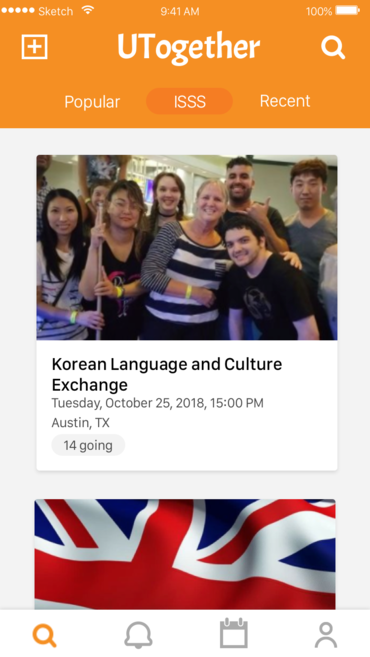 Sketch 9:41 AM 100%
UTogether
Popular ISSS Recent
Korean Language and Culture
Exchange
Tuesday, October 25, 2018, 15:00 PM
Austin, TX
14 going